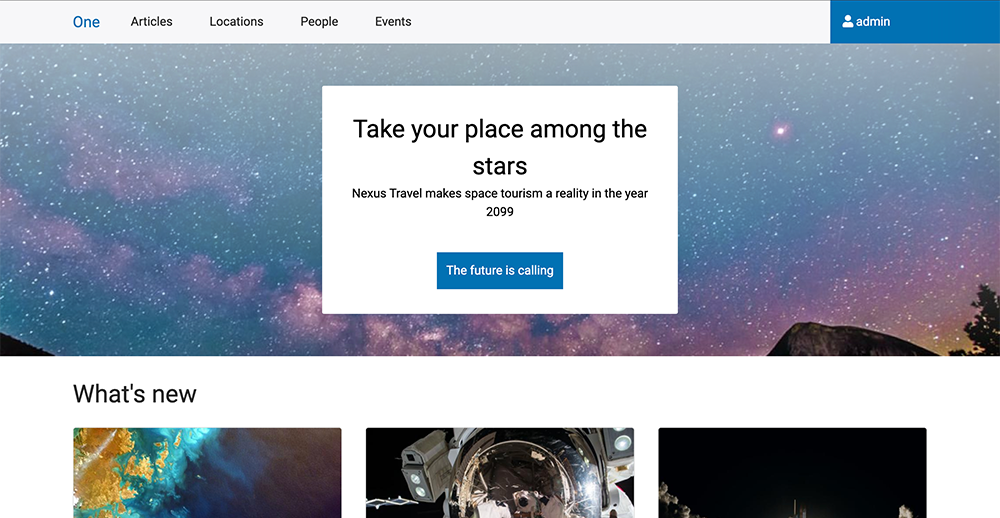 One Articles Locations People Events admin
Take your place among the
stars
Nexus Travel makes space tourism a reality in the year
2099
The future is calling
What's new